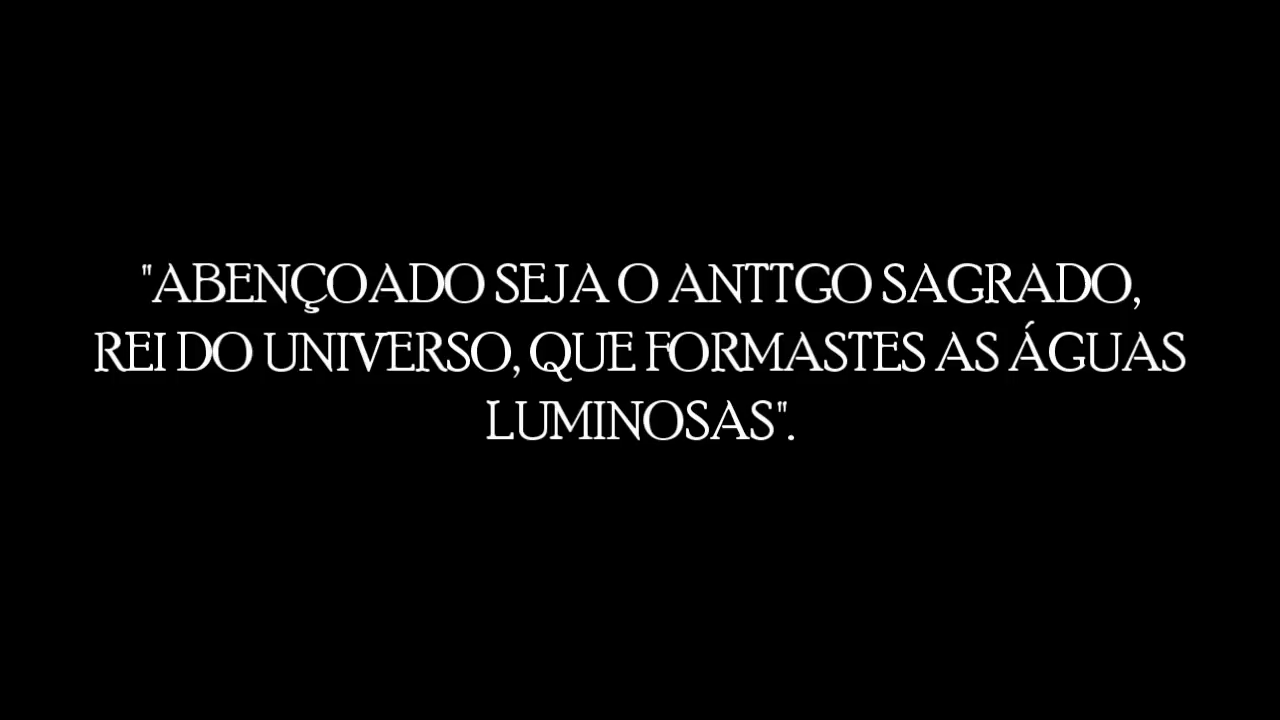 "ABENÇOADO SEJA O ANTTGO SAGRADO,
REI DO UNIVERSO, QUE FORMASTES AS ÁGUAS
LUMINOSAS".